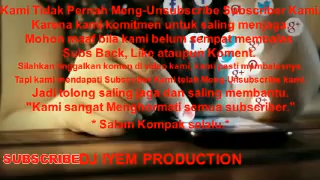 Kami Tidak Pernah Meng-Unsubscribe Subscriber Kami,
Karena kami komitmen untuk saling menjaga.
Mohon maaf bila kami belum sempat membalas
Subs Back, Like ataupun Koment.
Silahkan tinggalkan komen di video kami, kami pasti membalasnya.
Tapi kami mendapati Subscriber Kami telah Meng-Unsubscribe kami.
Jadi tolong saling jaga dan saling membantu.
"Kami sangat Menghormati semua subscriber."
* Salam Kompak selalu *
SUBSCRIBE DJ IYEM PRODUCTION